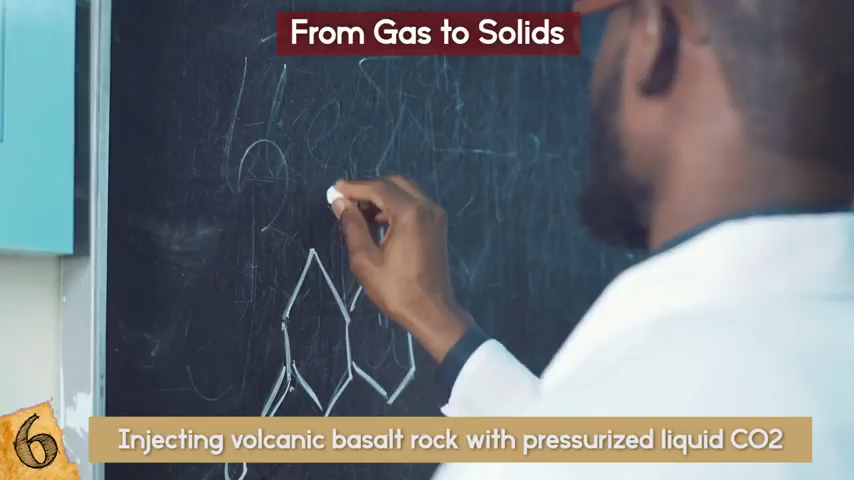 From Gas to Solids
6
Injecting volcanic basalt rock with pressurized liquid CO2